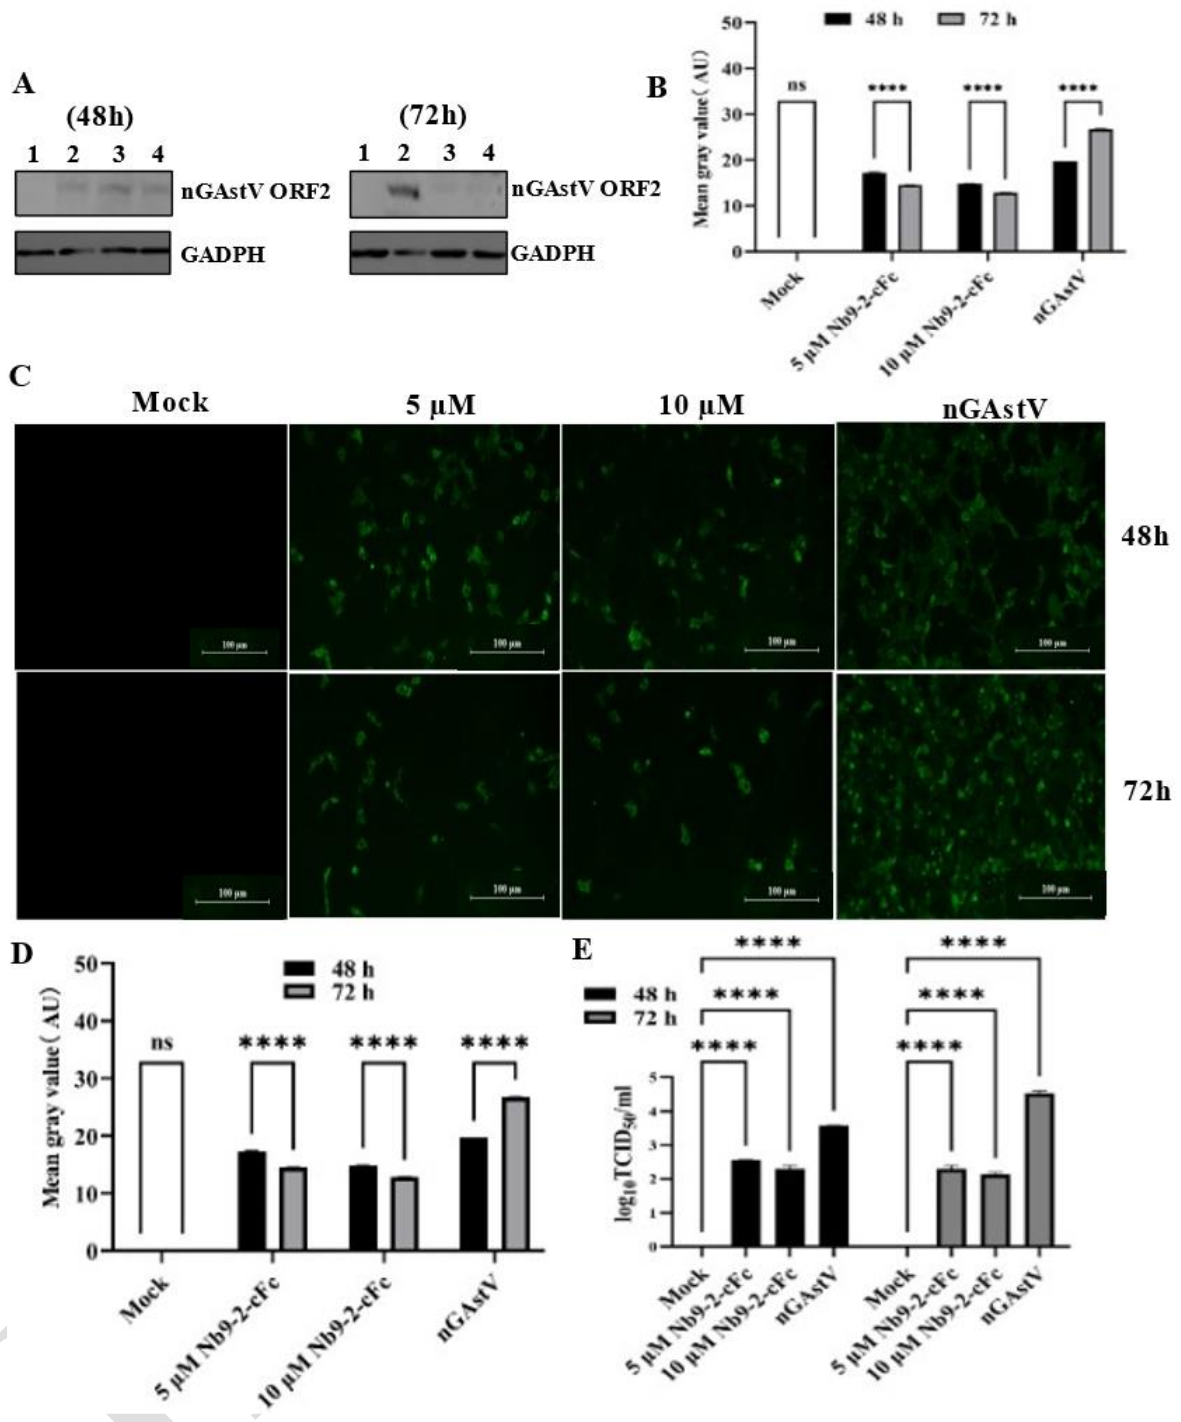 A
(48h)
1 2 3 4
nGAstV ORF2
GADPH
(72h)
1 2 3 4
nGAstV ORF2
GADPH
B
48 h
72 h
Mean gray value( AU)
50
40
30
20
10
0
ns
****
****
****
Mock
5 μM Nb9-2-cFc
10 μM Nb9-2-cFc
nGAstV
C
Mock
5 μM
10 μM
nGAstV
48h
100 μm
100 μm
100 μm
100 μm
72h
100 μm
100 μm
100 μm
100 μm
D
48 h
72 h
Mean gray value( AU)
50
40
30
20
10
0
ns
****
****
****
Mock
5 μM Nb9-2-cFc
10 μM Nb9-2-cFc
nGAstV
E
48 h
72 h
****
****
****
****
****
****
log10TCID50/ml
5
4
3
2
1
0
Mock
5 μM Nb9-2-cFc
10 μM Nb9-2-cFc
nGAstV
Mock
5 μM Nb9-2-cFc
10 μM Nb9-2-cFc
nGAstV